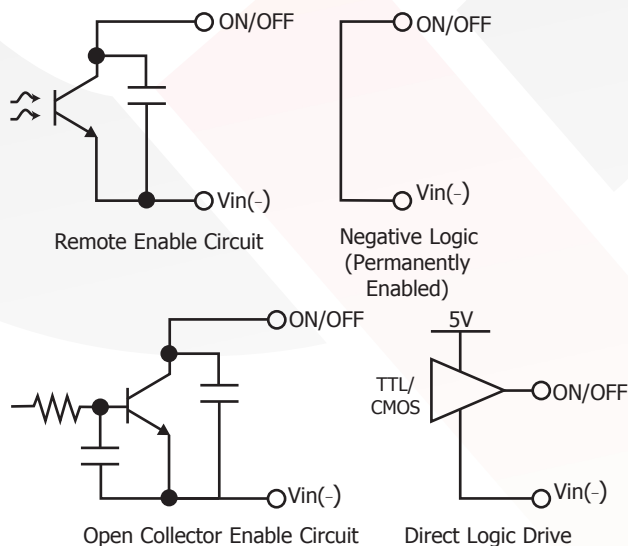 ON/OFF
Vin(-)
Remote Enable Circuit
ON/OFF
Vin(-)
Negative Logic
(Permanently
Enabled)
ON/OFF
Vin(-)
Open Collector Enable Circuit
5V
TTL/
CMOS
ON/OFF
Vin(-)
Direct Logic Drive